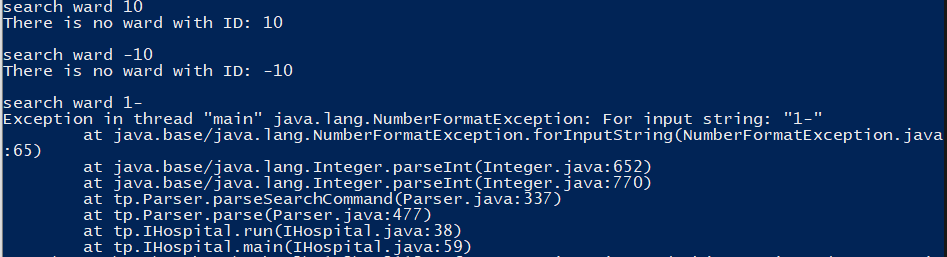 search ward 10
There is no ward with ID: 10
search ward -10
There is no ward with ID: -10
search ward 1-
Exception in thread "main" java.lang.NumberFormatException: For input string: "1-"
at java.base/java.lang.NumberFormatException.forInputString(NumberFormatException.java
:65)
at java.base/java.lang.Integer.parseInt(Integer.java:652)
at java.base/java.lang.Integer.parseInt(Integer.java:770)
at tp.Parser.parseSearchCommand(Parser.java:337)
at tp.Parser.parse(Parser.java:477)
at tp.IHospital.run(IHospital.java:38)
at tp.IHospital.main(IHospital.java:59)